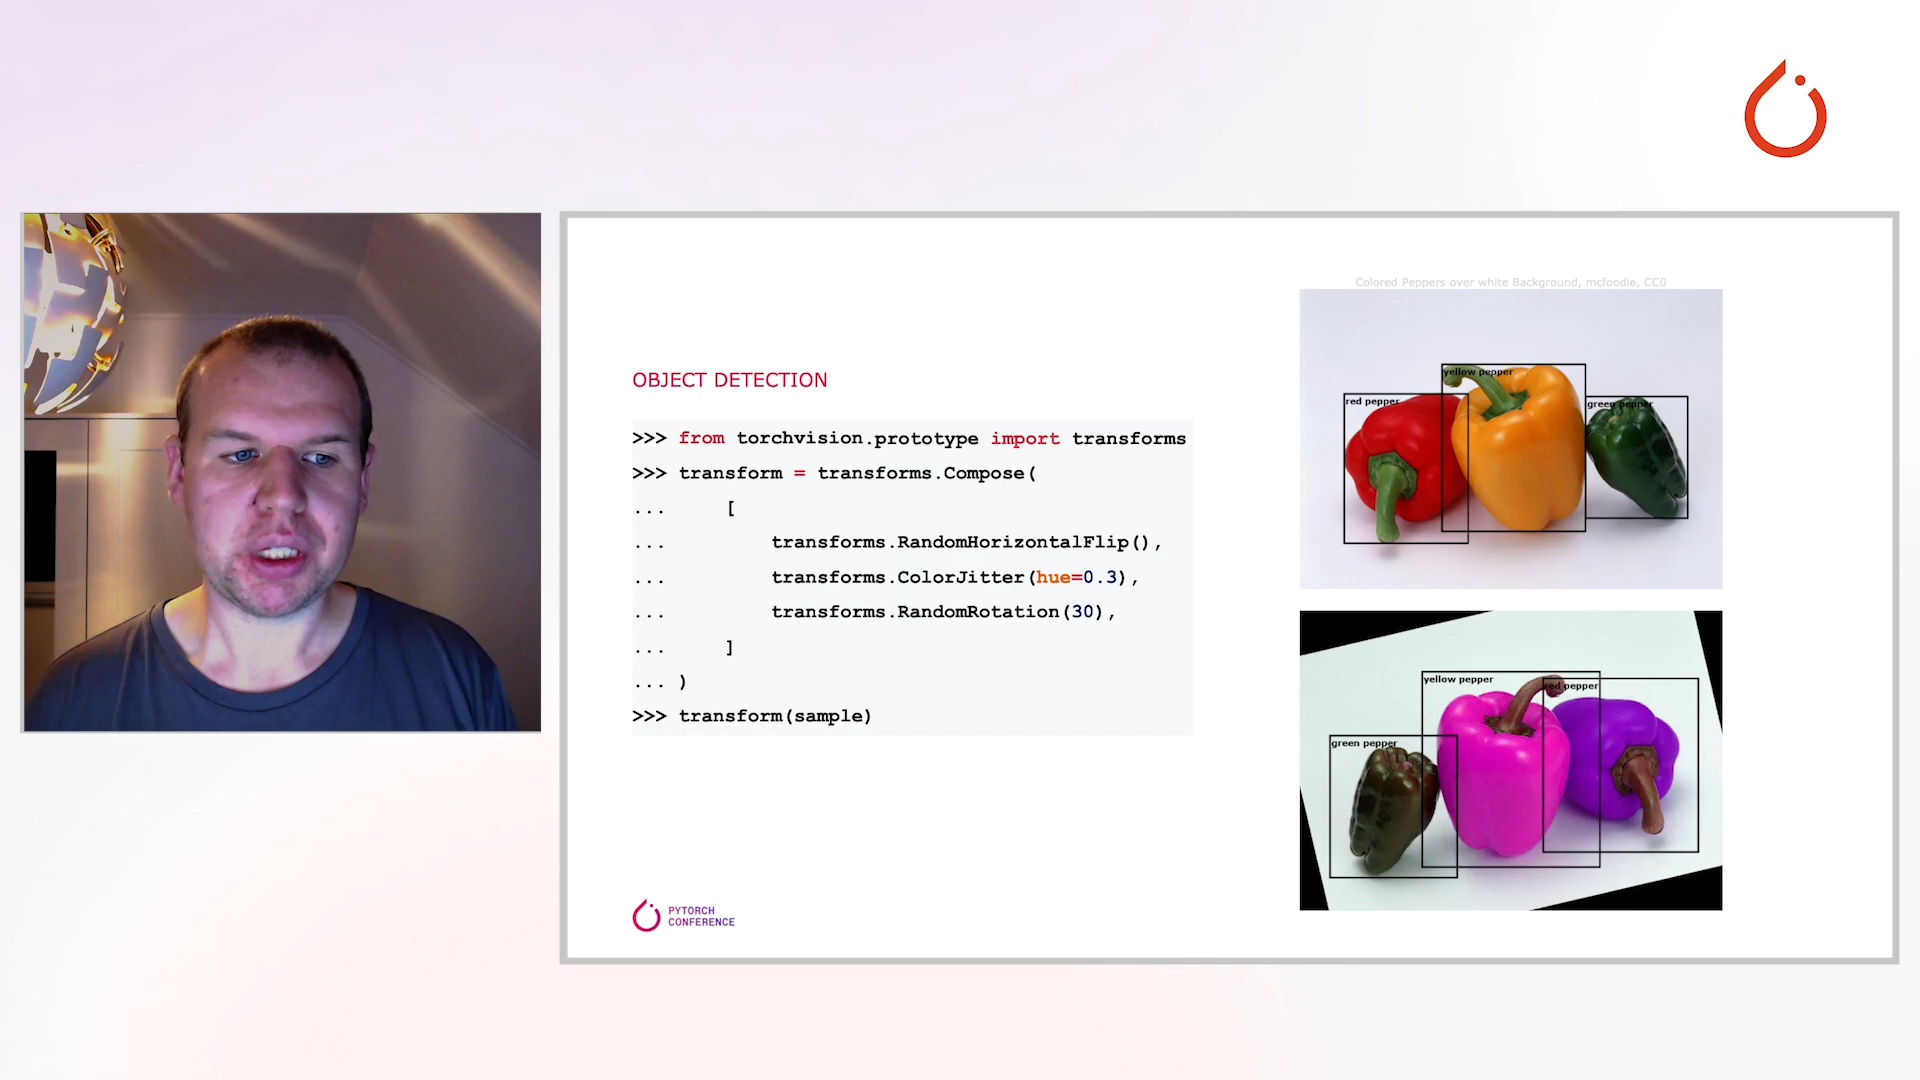 Colored Peppers over white Background, mcfoodie, CC0
OBJECT DETECTION
>>> from torchvision.prototype import transforms
>>> transform = transforms.Compose(
... [
... transforms.RandomHorizontalFlip(),
... transforms.ColorJitter(hue=0.3),
... transforms.RandomRotation(30),
... ]
... )
>>> transform(sample)
yellow pepper
red pepper
green pepper
yellow pepper
red pepper
green pepper
PYTORCH
CONFERENCE